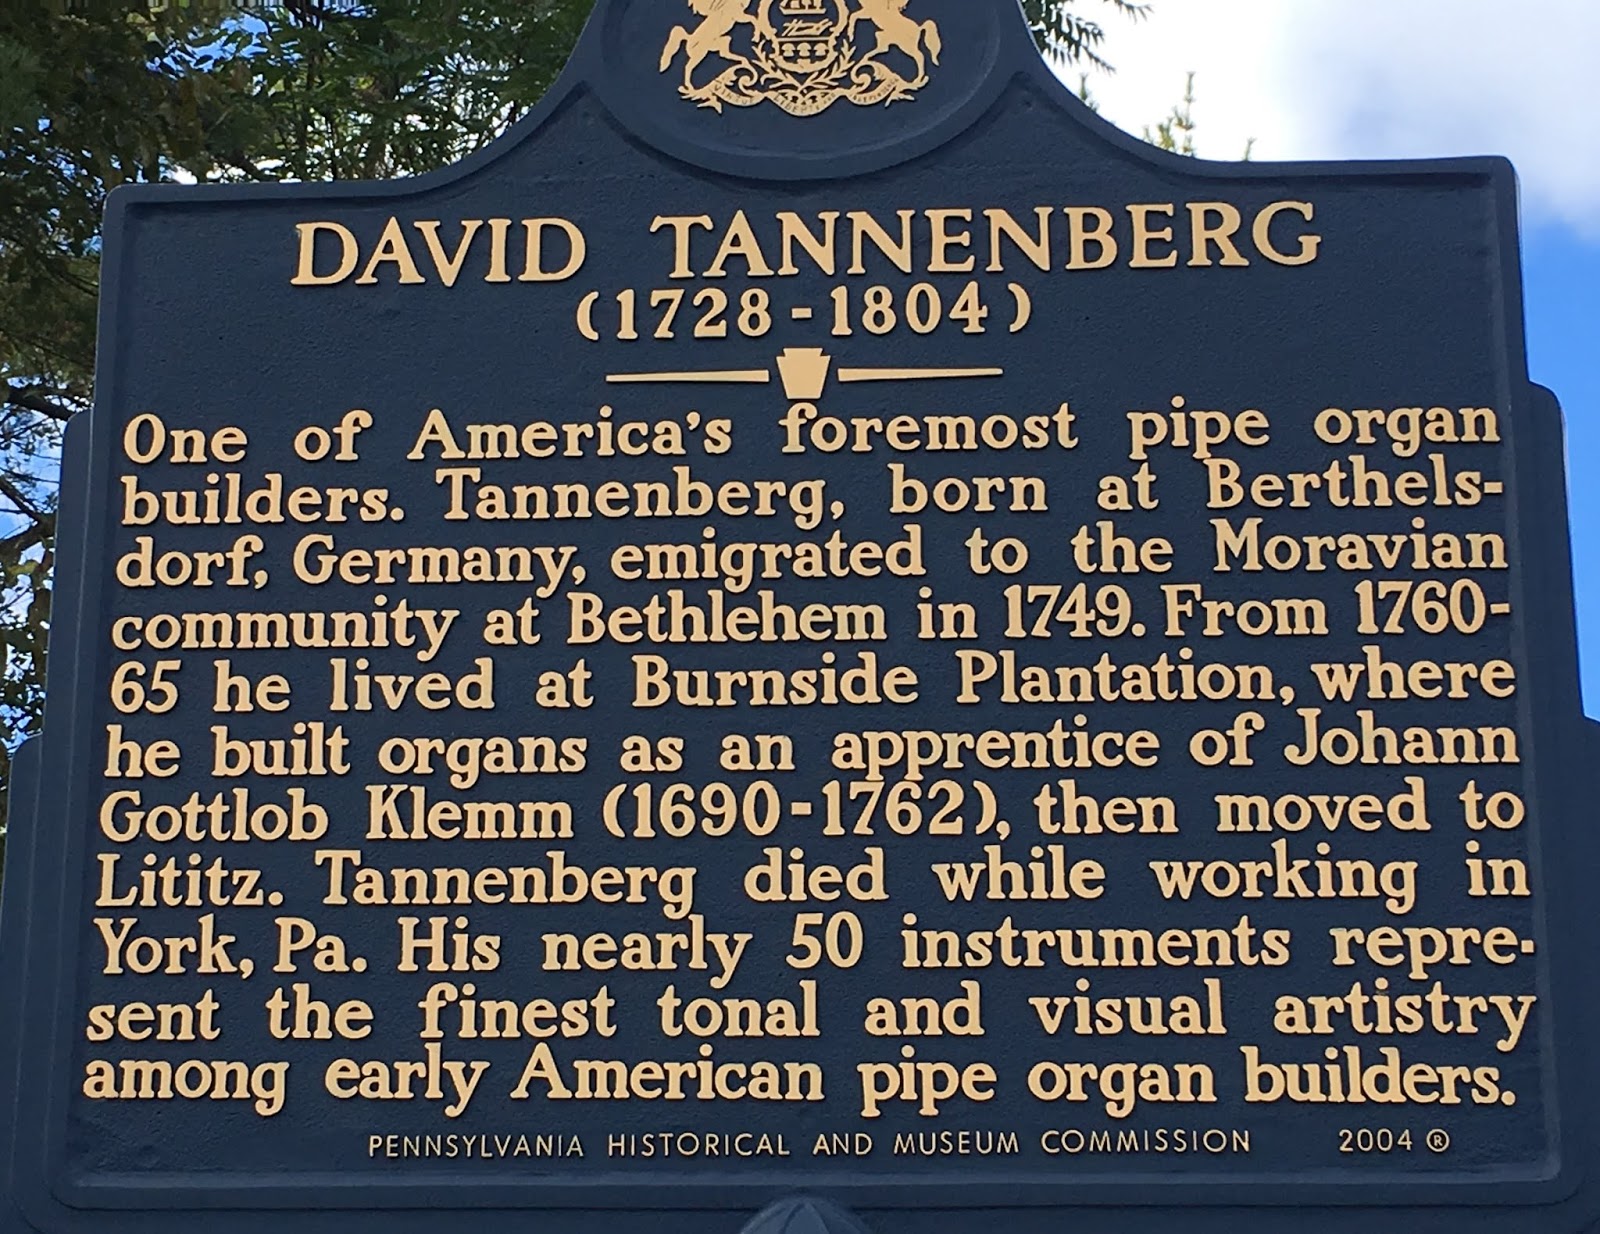 DAVID TANNENBERG
(1728-1804)
One of America's foremost pipe organ
builders. Tannenberg, born at Berthels-
dorf, Germany, emigrated to the Moravian
community at Bethlehem in 1749. From 1760-
65 he lived at Burnside Plantation, where
he built organs as an apprentice of Johann
Gottlob Klemm (1690-1762), then moved to
Lititz. Tannenberg died while working in
York, Pa. His nearly 50 instruments repre-
sent the finest tonal and visual artistry
among early American pipe organ builders.
PENNSYLVANIA HISTORICAL AND MUSEUM COMMISSION 2004 ®